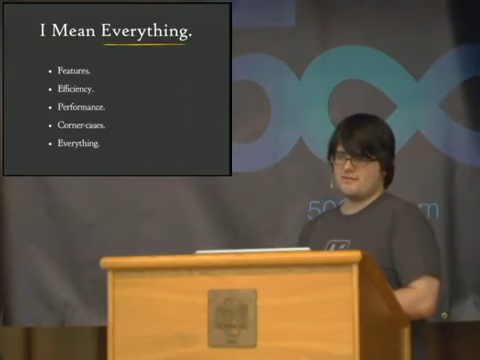 I Mean Everything.
Features.
Efficiency.
Performance.
Corner-cases.
Everything.